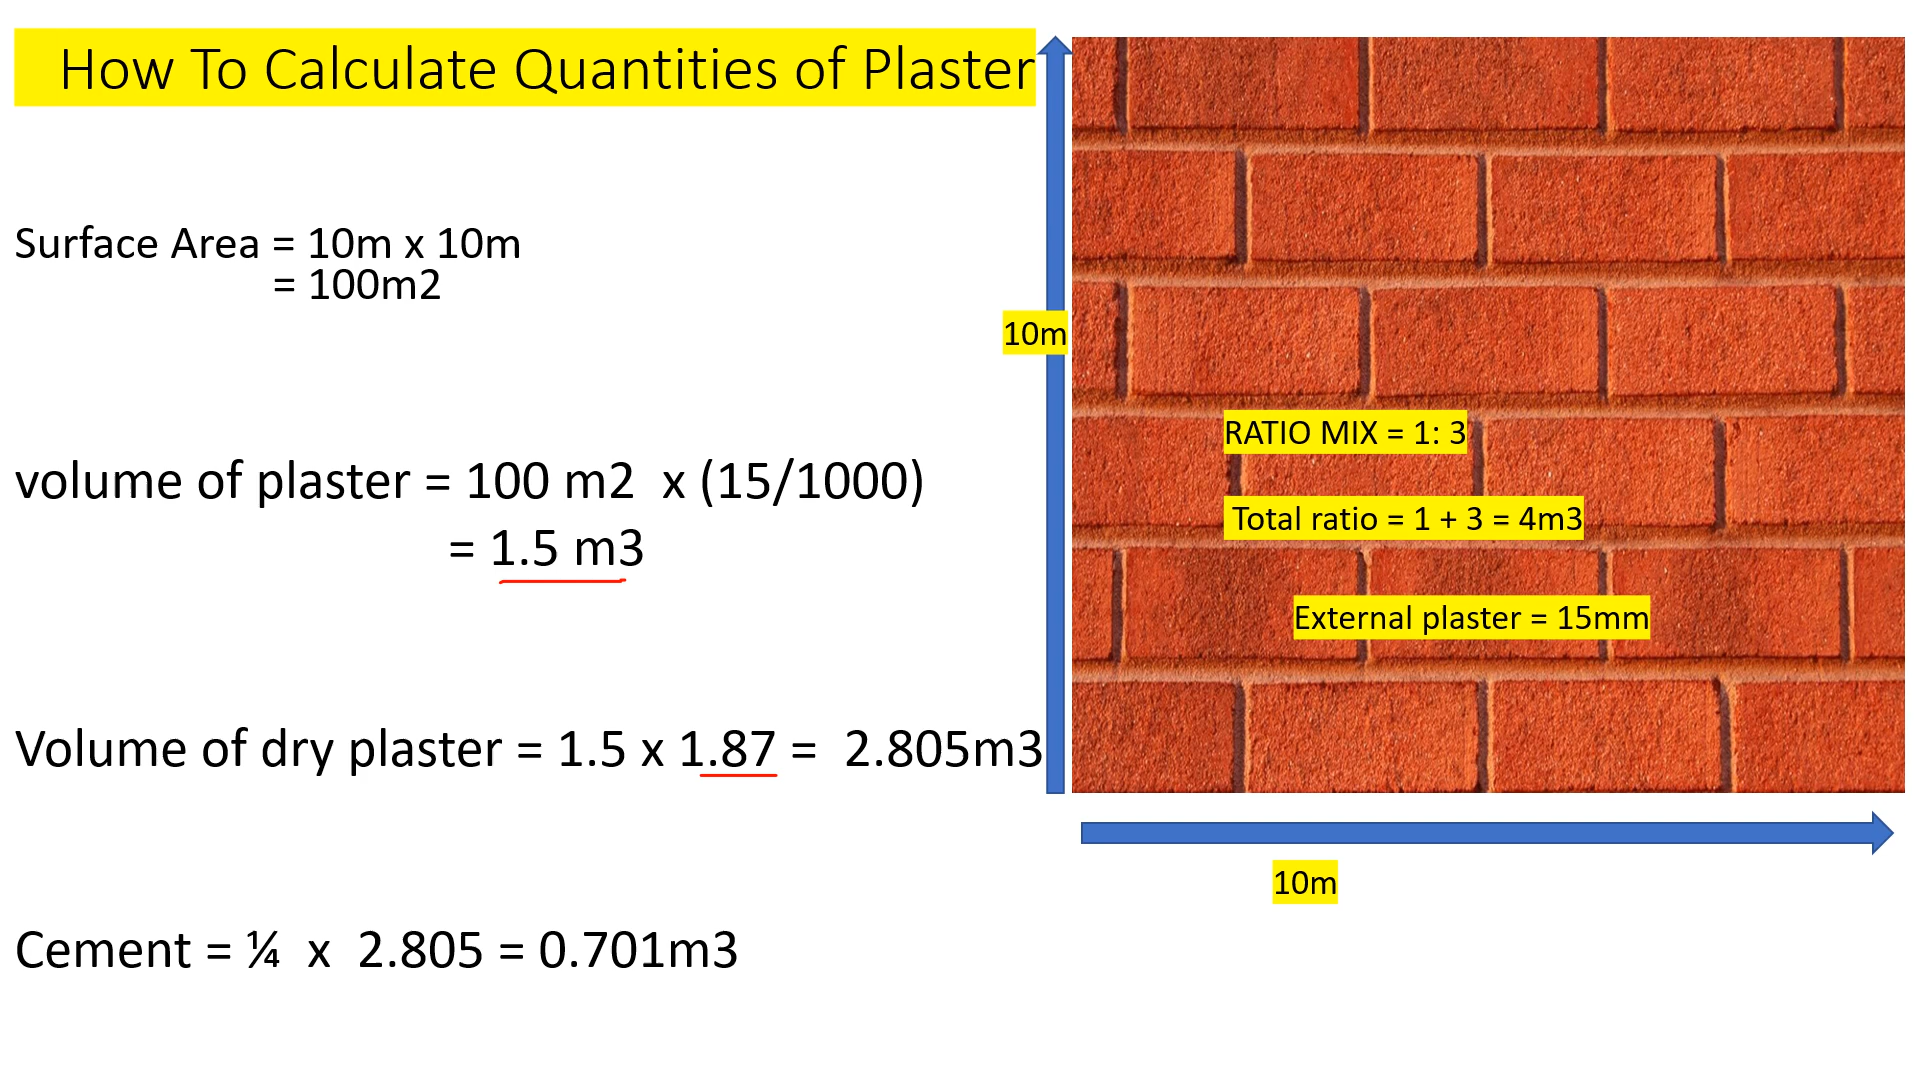 How To Calculate Quantities of Plaster
Surface Area = 10m x 10m
= 100m2
volume of plaster = 100 m2 x (15/1000)
= 1.5 m3
Volume of dry plaster = 1.5 x 1.87 = 2.805m3
Cement = ¼ x 2.805 = 0.701m3
10m
RATIO MIX = 1: 3
Total ratio = 1 + 3 = 4m3
External plaster = 15mm
10m